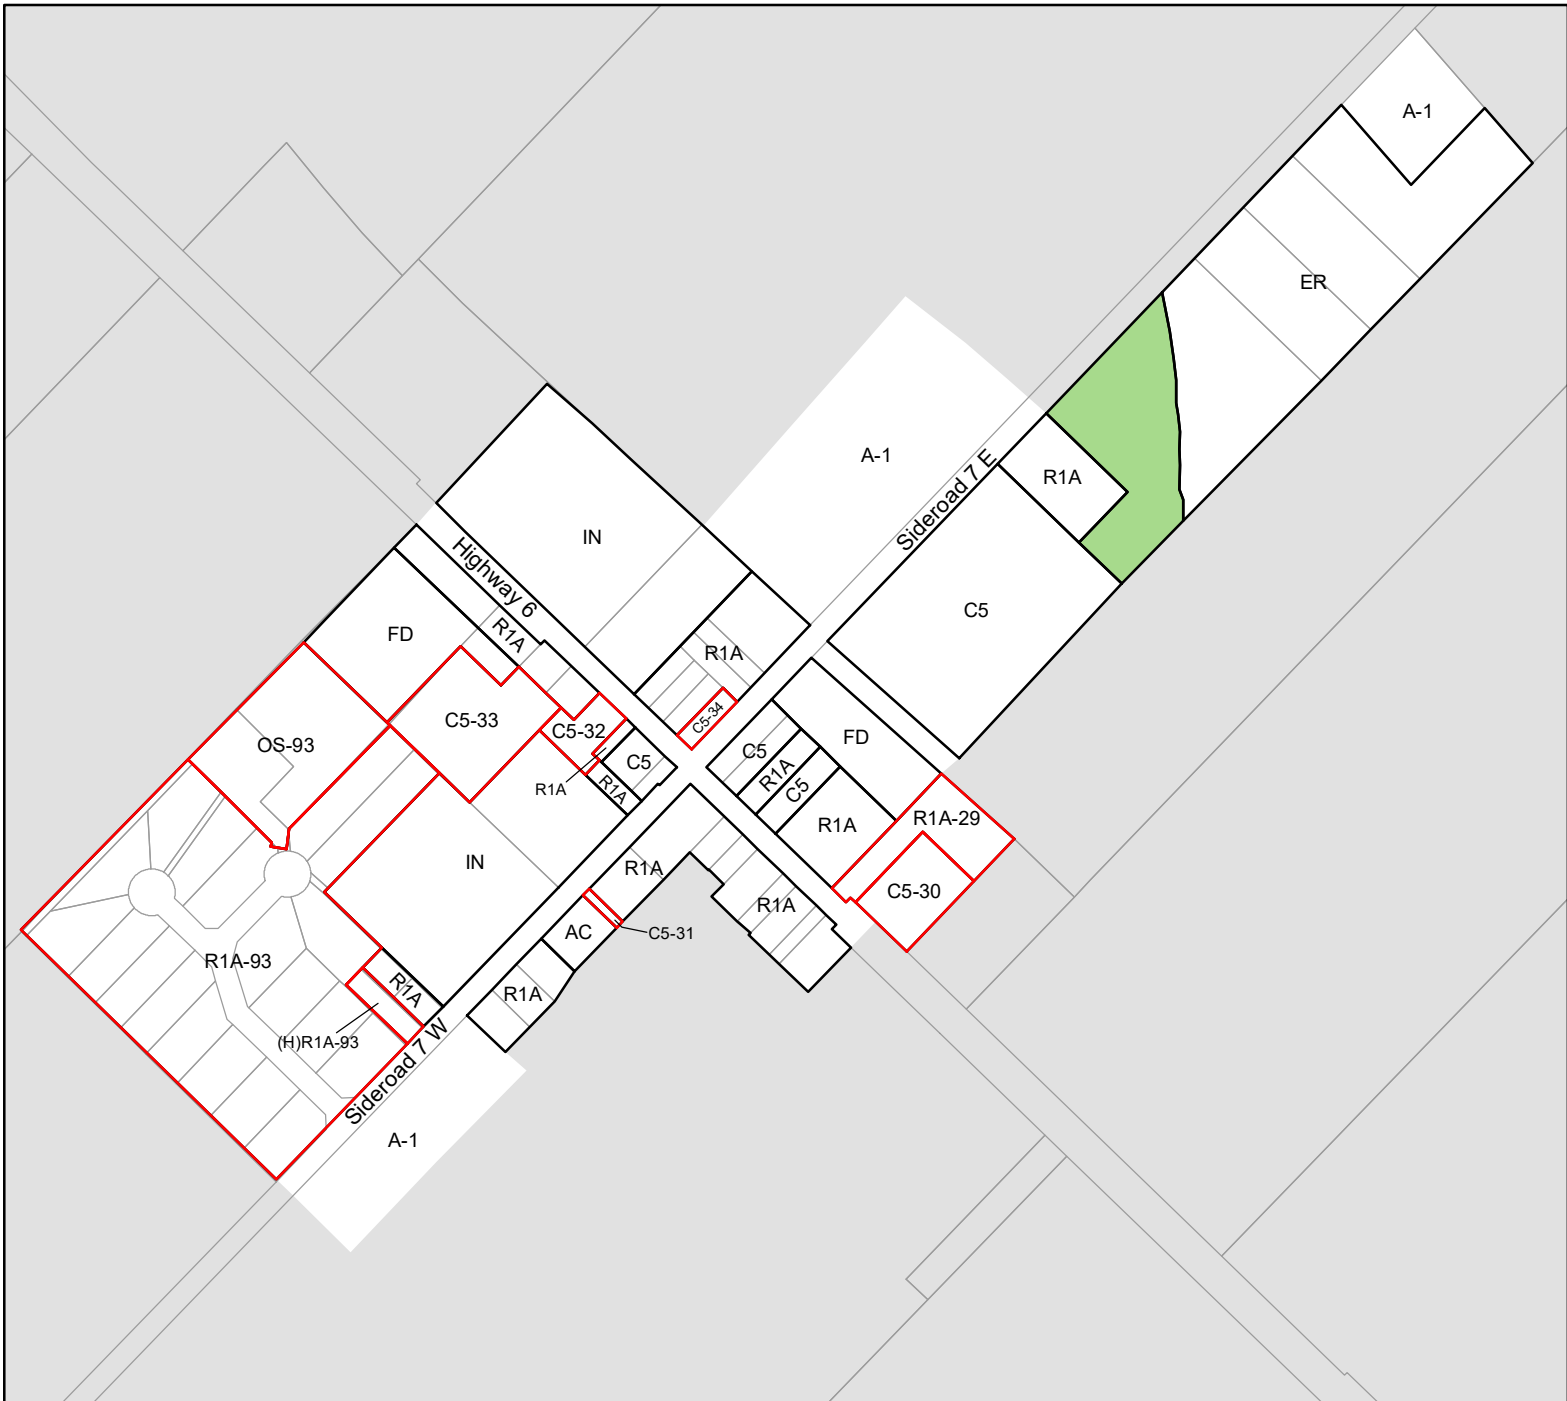 A-1
ER
A-1
Sideroad 7 E
R1A
IN
Highway 6
C5
FD
R1A
R1A
C5-34
C5-33
C5-32
OS-93
C5
C5
FD
R1A
R1A
R1A
C5
R1A
R1A-29
IN
R1A
C5-30
R1A
AC
C5-31
R1A-93
R1A
R1A
(H)R1A-93
Sideroad 7 W
A-1